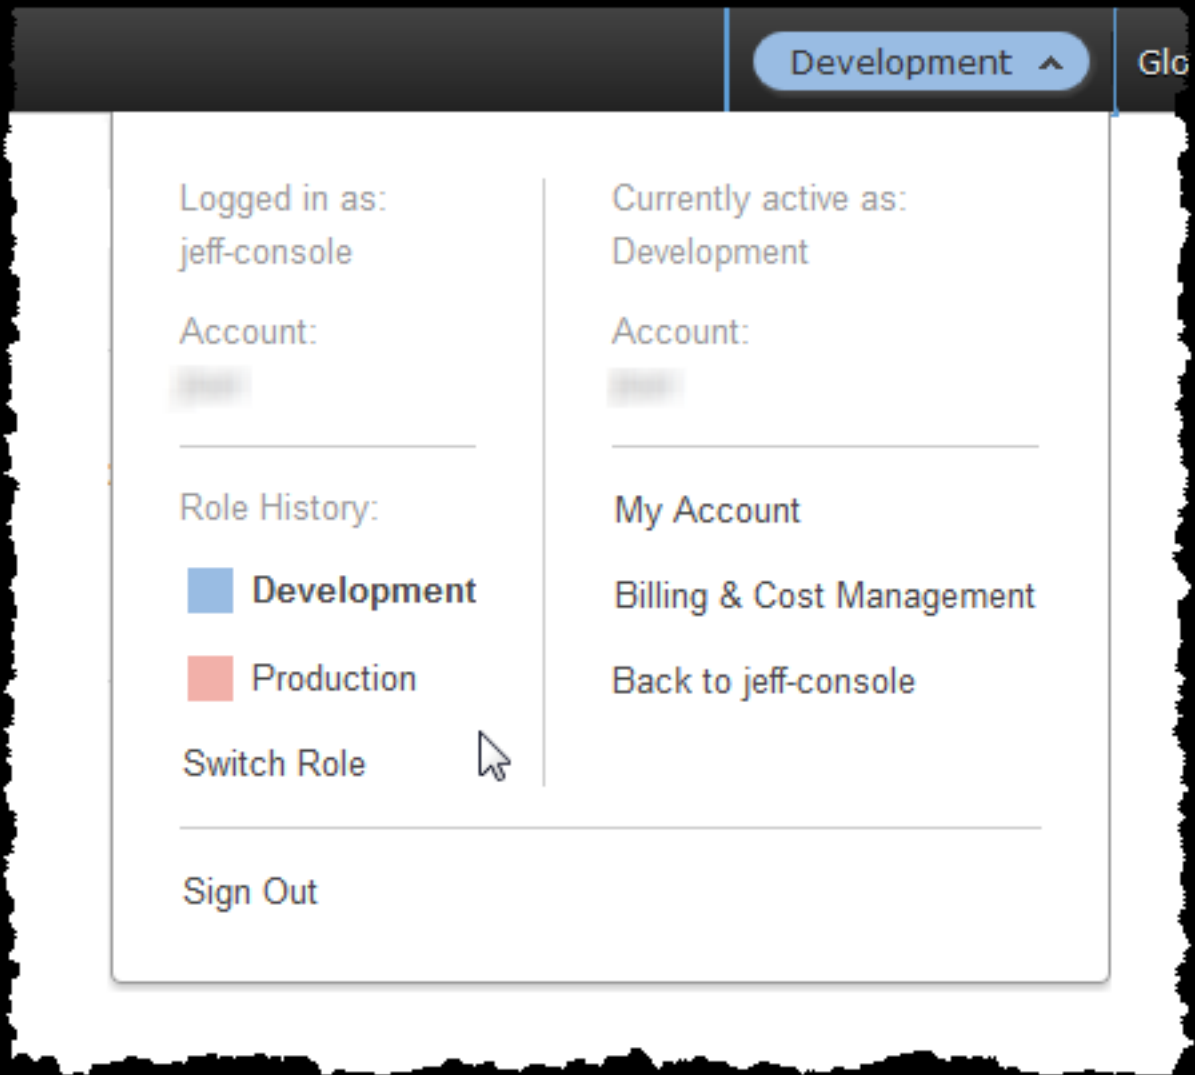 Development
Glo
Logged in as:
jeff-console
Account:
Currently active as:
Development
Account:
Role History:
Development
Production
Switch Role
My Account
Billing & Cost Management
Back to jeff-console
Sign Out